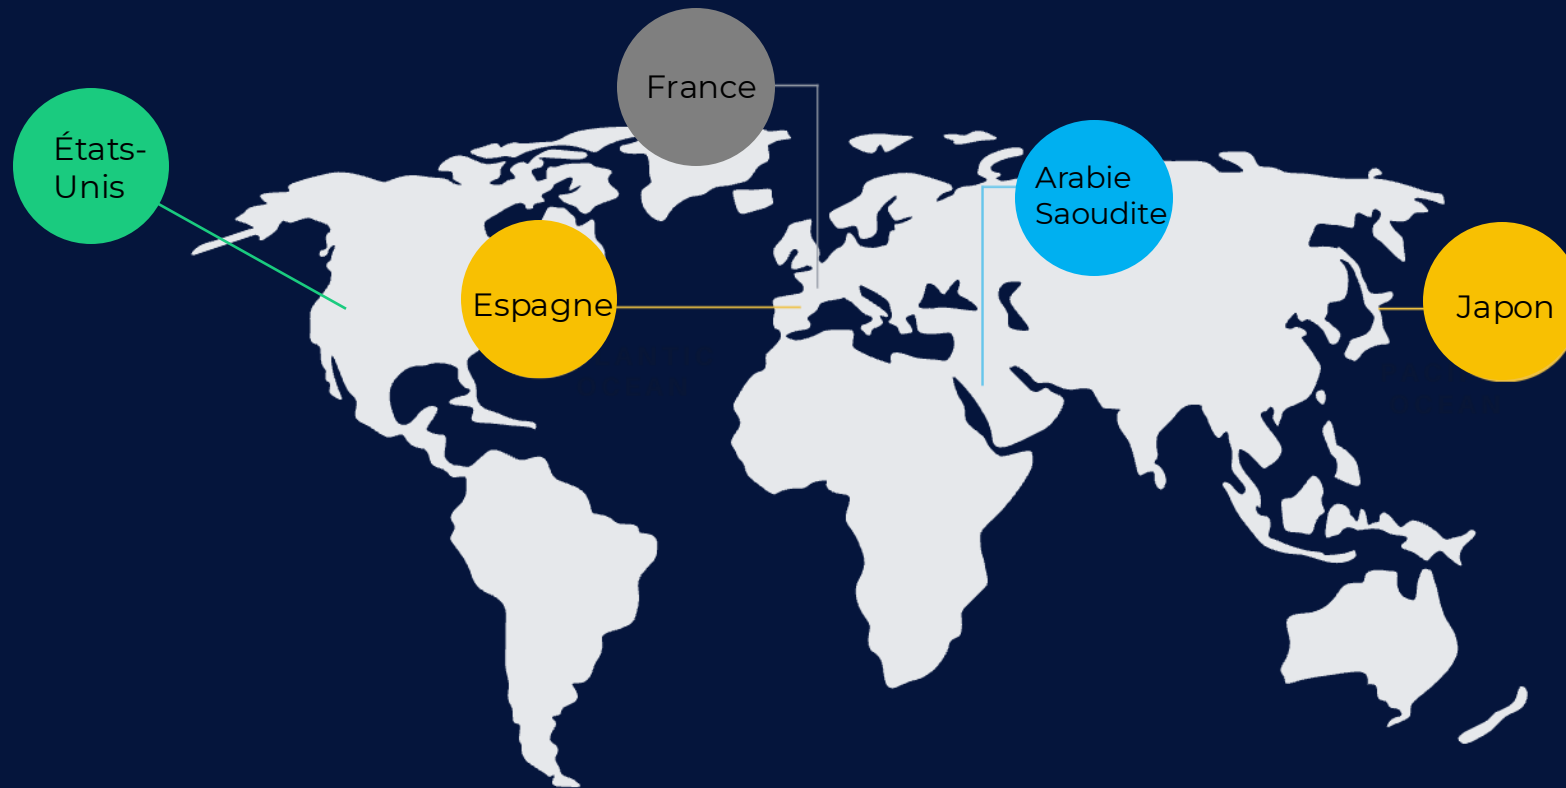 France
États-
Unis
Arabie
Saoudite
Espagne
Japon